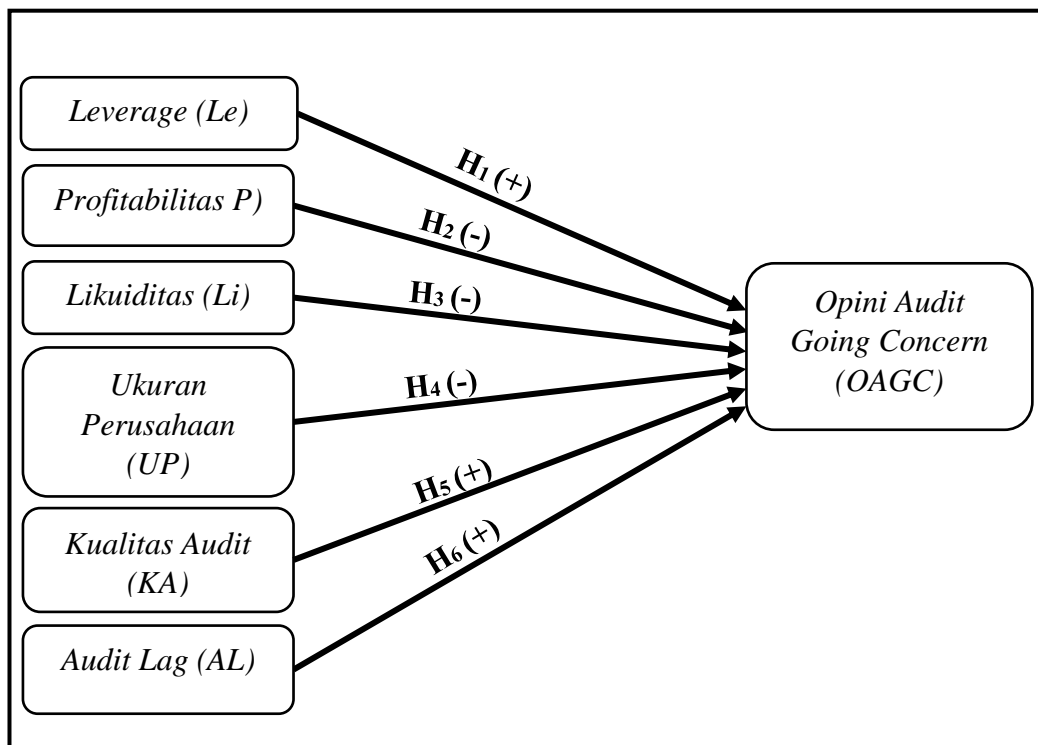 Leverage (Le)
H1 (+)
Profitabilitas P)
H2 (-)
Likuiditas (Li)
H3 (-)
Opini Audit
Going Concern
(OAGC)
Ukuran
Perusahaan
(UP)
H4 (-)
Kualitas Audit
(KA)
H5 (+)
Audit Lag (AL)
H6 (+)